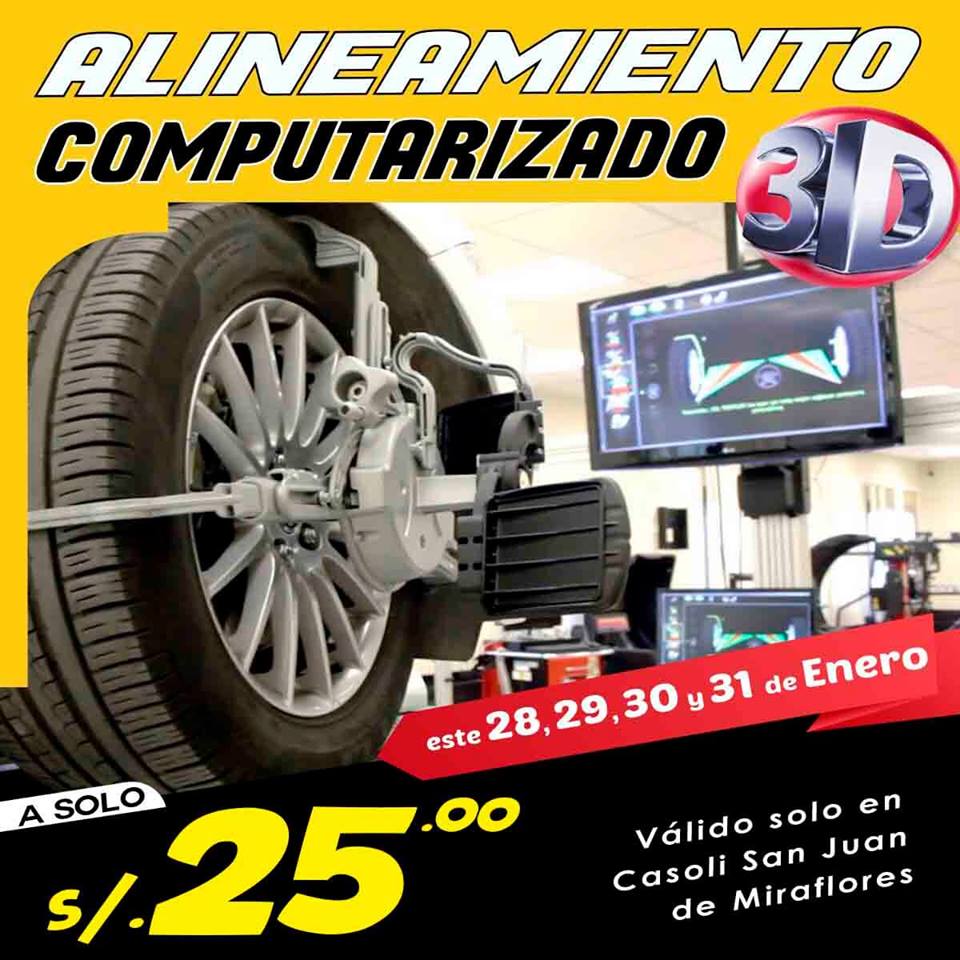 ALINEAMIENTO
COMPUTARIZADO
3D
este 28, 29, 30 y 31 de Enero
A SOLO
S/. 25.00
Válido solo en
Casoli San Juan
de Miraflores